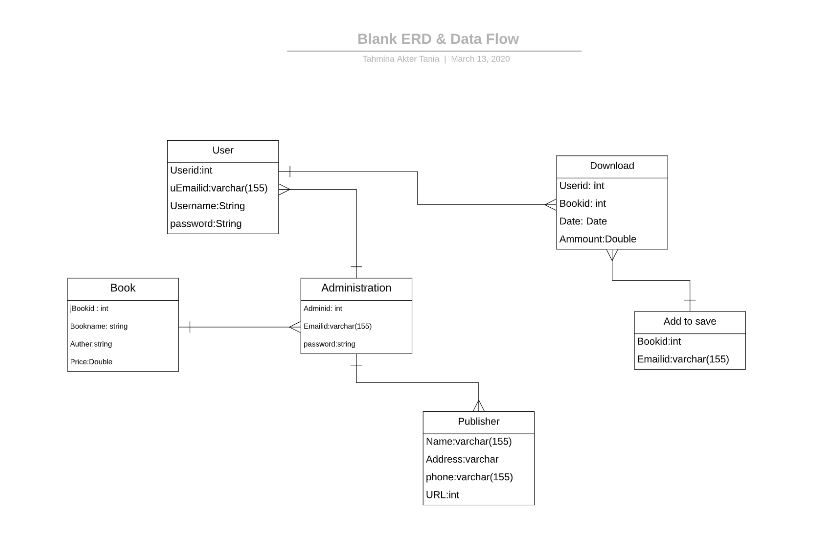 Blank ERD & Data Flow
Tahmina Akter Tania | March 13, 2020
User
Userid:int
uEmailid:varchar(155)
Username:String
password:String
Download
Userid: int
Bookid: int
Date: Date
Ammount:Double
Book
Bookid : int
Bookname: string
Auther:string
Price:Double
Administration
Adminid: int
Emailid:varchar(155)
password:string
Add to save
Bookid:int
Emailid:varchar(155)
Publisher
Name:varchar(155)
Address:varchar
phone:varchar(155)
URL:int